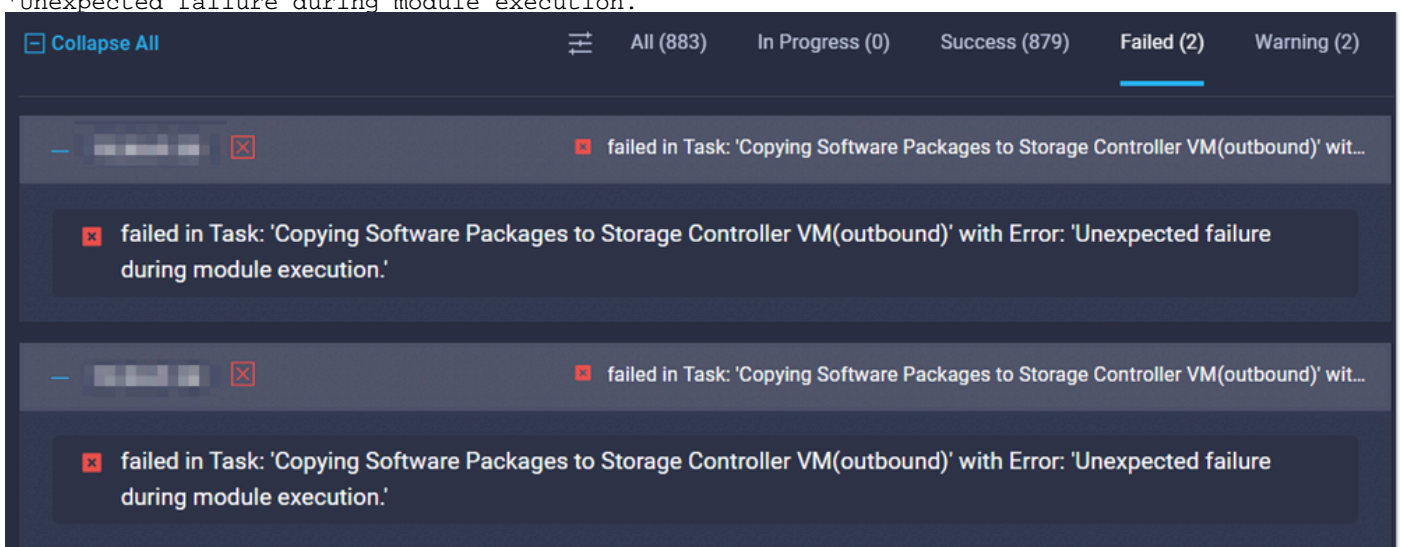 'Unexpected failure during module execution.
Collapse All All (883) In Progress (0) Success (879) Failed (2) Warning (2)
failed in Task: 'Copying Software Packages to Storage Controller VM(outbound)' wit...
failed in Task: 'Copying Software Packages to Storage Controller VM(outbound)' with Error: 'Unexpected failure
during module execution.'
failed in Task: 'Copying Software Packages to Storage Controller VM(outbound)' wit...
failed in Task: 'Copying Software Packages to Storage Controller VM(outbound)' with Error: 'Unexpected failure
during module execution.'